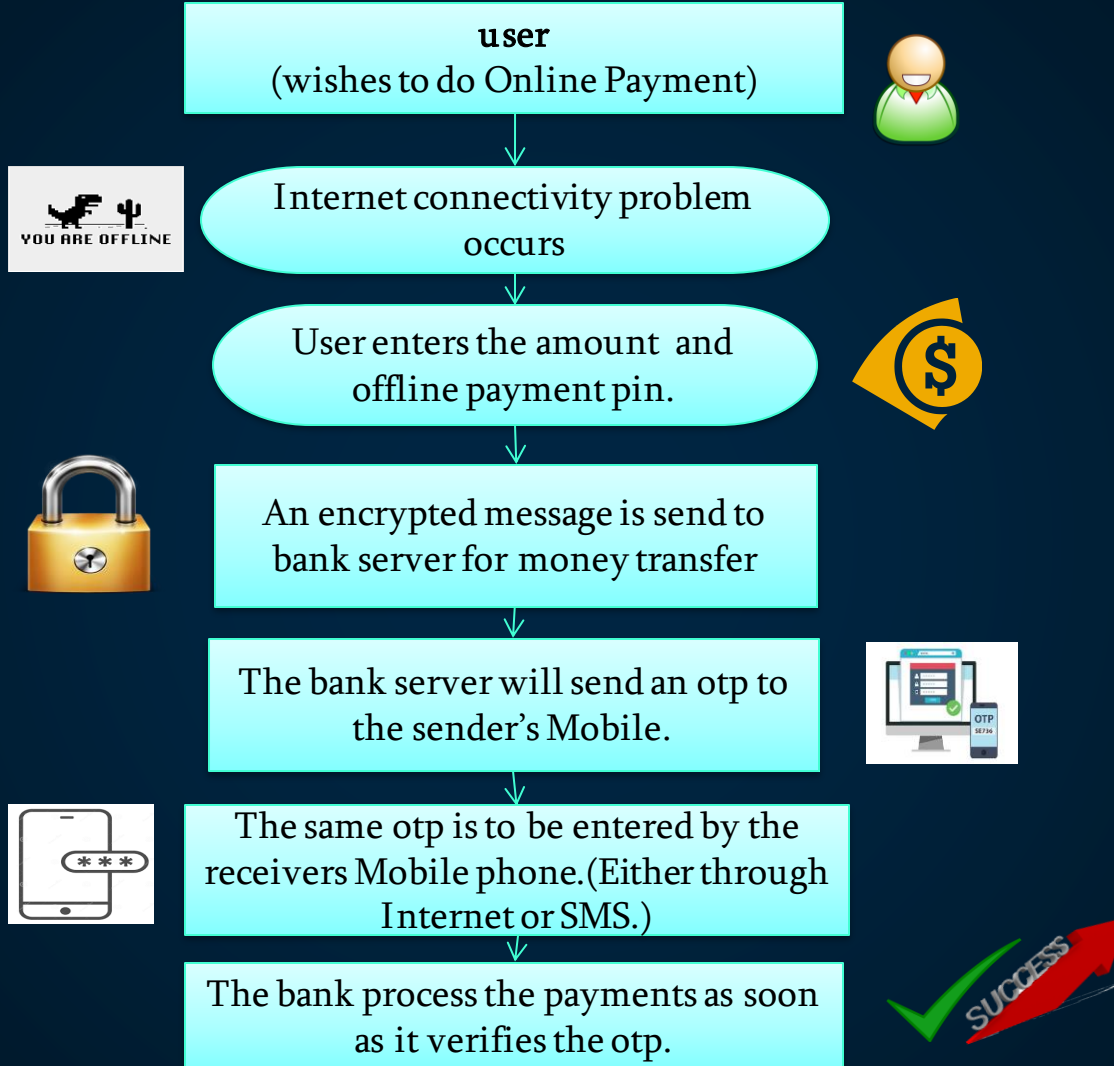 user
(wishes to do Online Payment)
YOU ARE OFFLINE
Internet connectivity problem
occurs
User enters the amount and
offline payment pin.
$
An encrypted message is send to
bank server for money transfer
The bank server will send an otp to
the sender’s Mobile.
OTP
SE736
The same otp is to be entered by the
receivers Mobile phone.(Either through
Internet or SMS.)
***
The bank process the payments as soon
as it verifies the otp.
SUCCESS